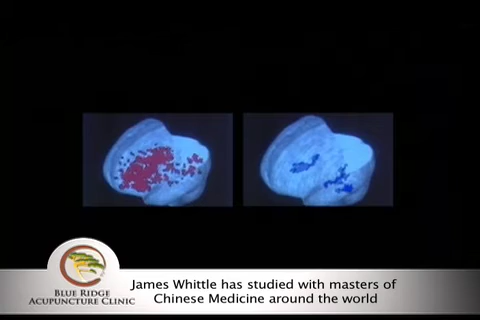 James Whittle has studied with masters of
Chinese Medicine around the world
BLUE RIDGE
ACUPUNCTURE CLINIC